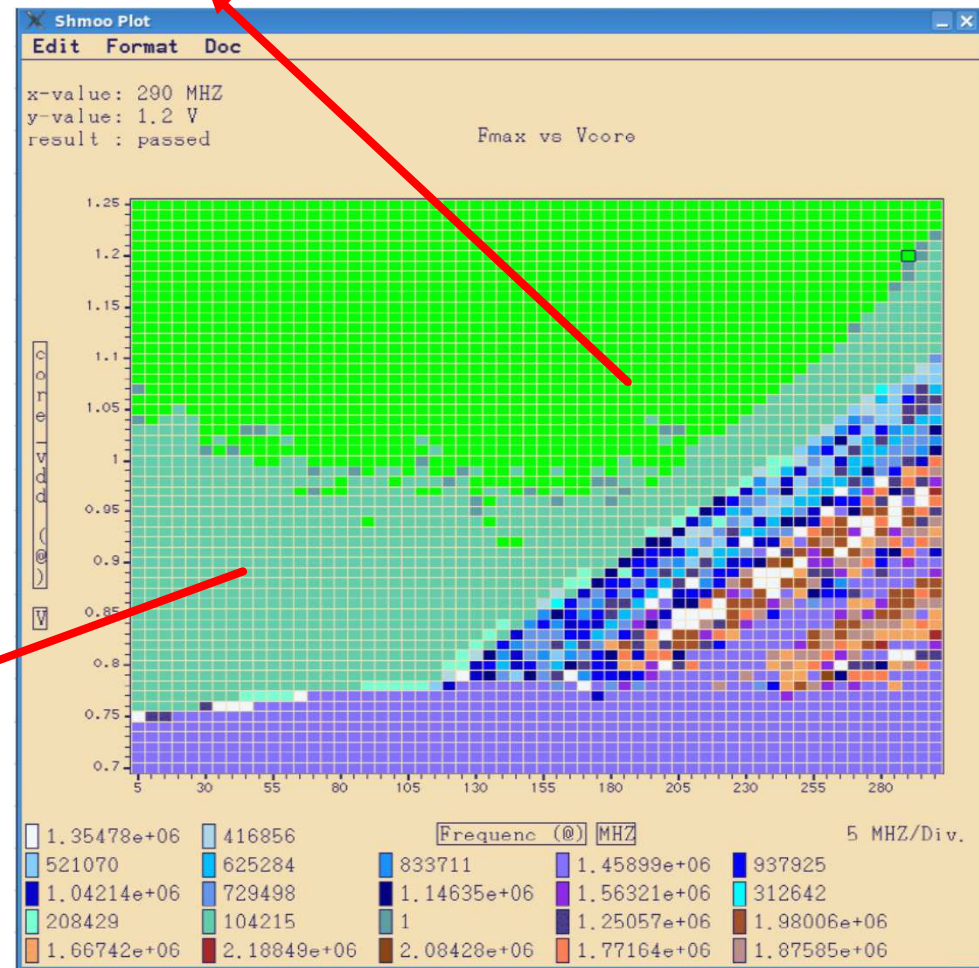 Shmoo Plot
Edit Format Doc
x-value: 290 MHZ
y-value: 1.2 V
result : passed
Fmax vs Vcore
1.25
1.2
1.15
1.1
1.05
1
0.95
0.9
0.85
0.8
0.75
0.7
core_vdd (@) V
5 30 55 80 105 130 155 180 205 230 255 280
Frequenc (@) MHZ 5 MHZ/Div.
1.35478e+06 416856
521070 625284 833711 1.45899e+06 937925
1.04214e+06 729498 1.14635e+06 1.56321e+06 312642
208429 104215 1 1.25057e+06 1.98006e+06
1.66742e+06 2.18849e+06 2.08428e+06 1.77164e+06 1.87585e+06